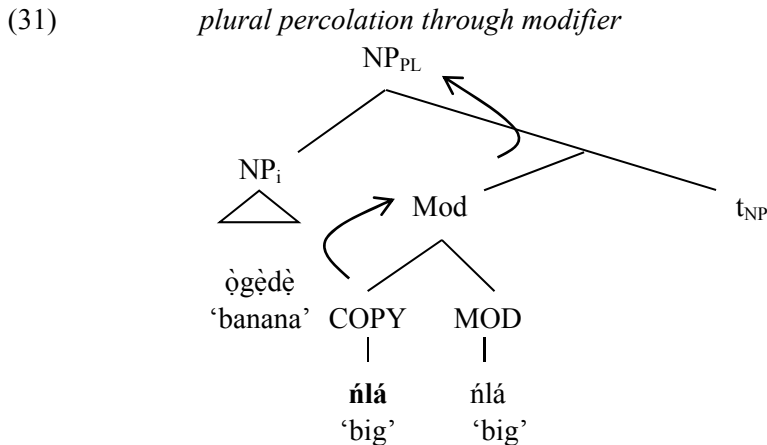 (31) plural percolation through modifier
NP_PL
NP_i
Mod
t_NP
ọ̀gẹ̀dẹ̀
‘banana’ COPY MOD
ńlá ńlá
‘big’ ‘big’